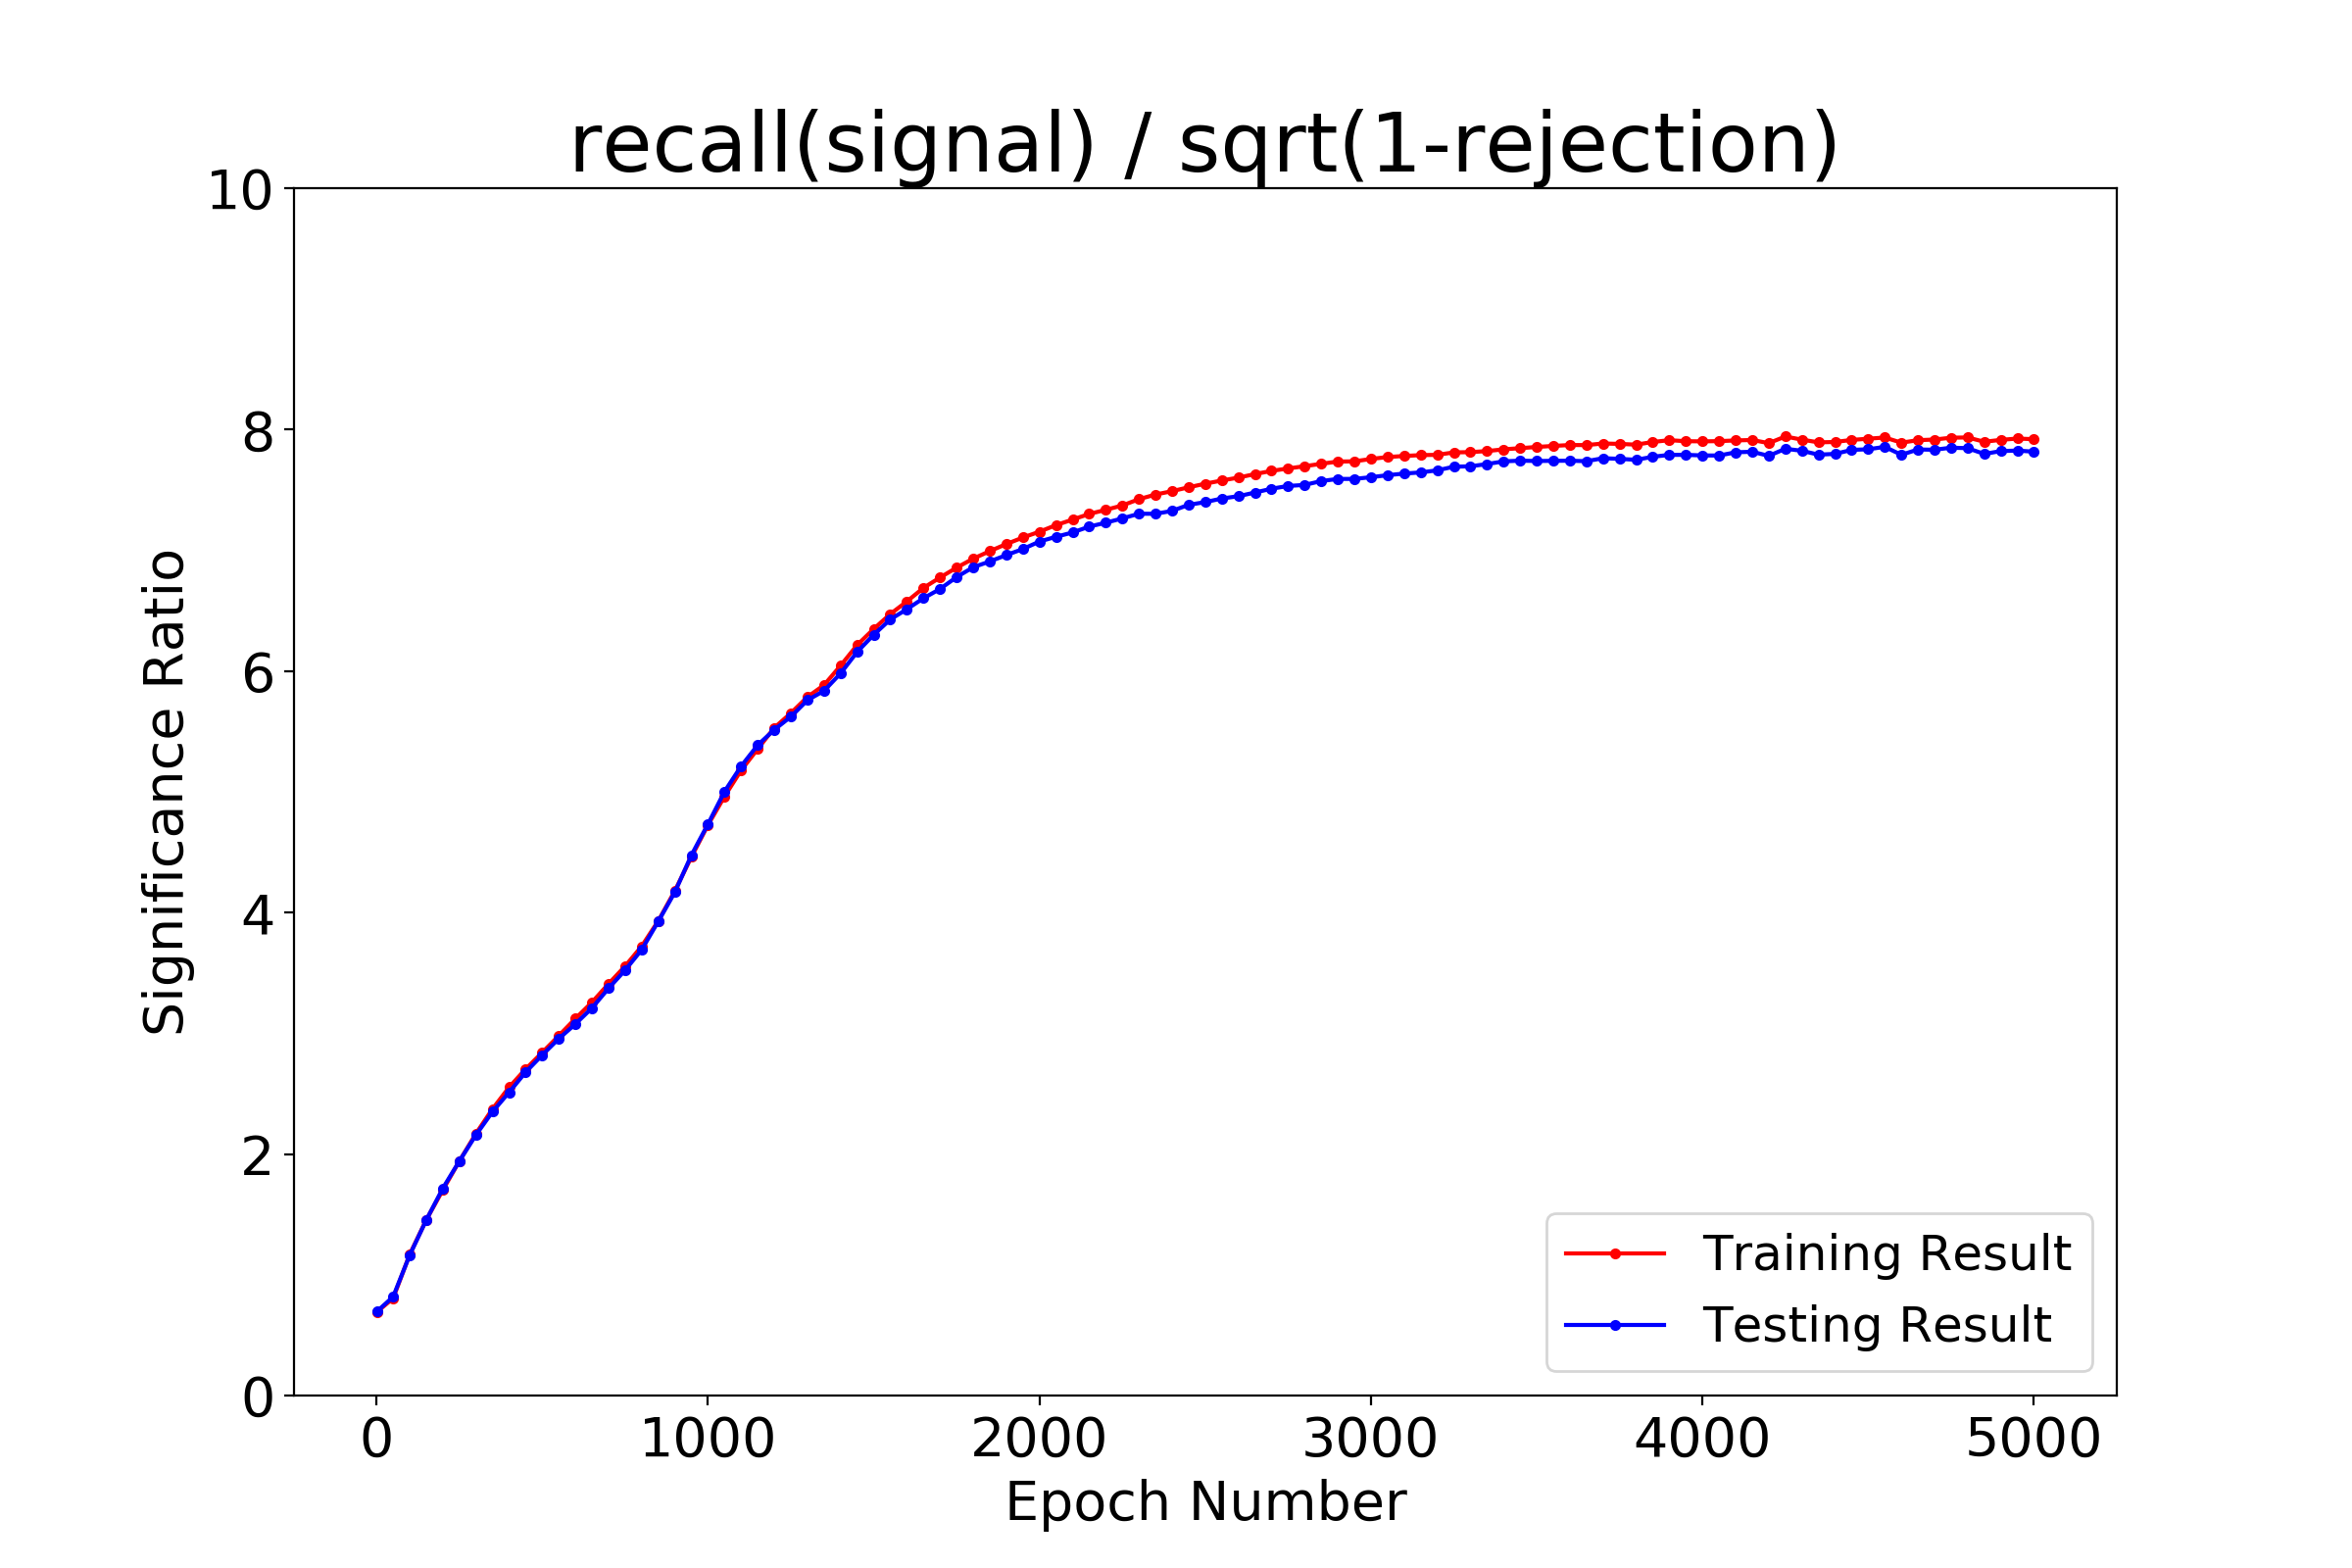 recall(signal) / sqrt(1-rejection)
10
8
6
4
2
0
Significance Ratio
Training Result
Testing Result
0 1000 2000 3000 4000 5000
Epoch Number